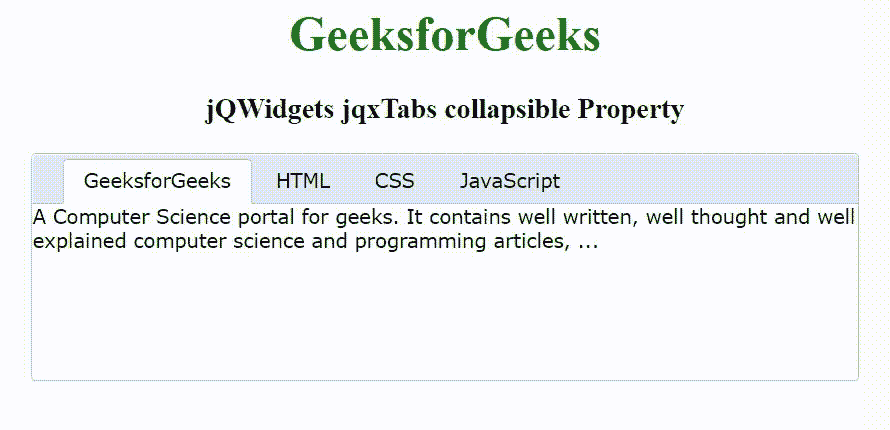 GeeksforGeeks
jQWidgets jqxTabs collapsible Property
GeeksforGeeks HTML CSS JavaScript
A Computer Science portal for geeks. It contains well written, well thought and well
explained computer science and programming articles, ...